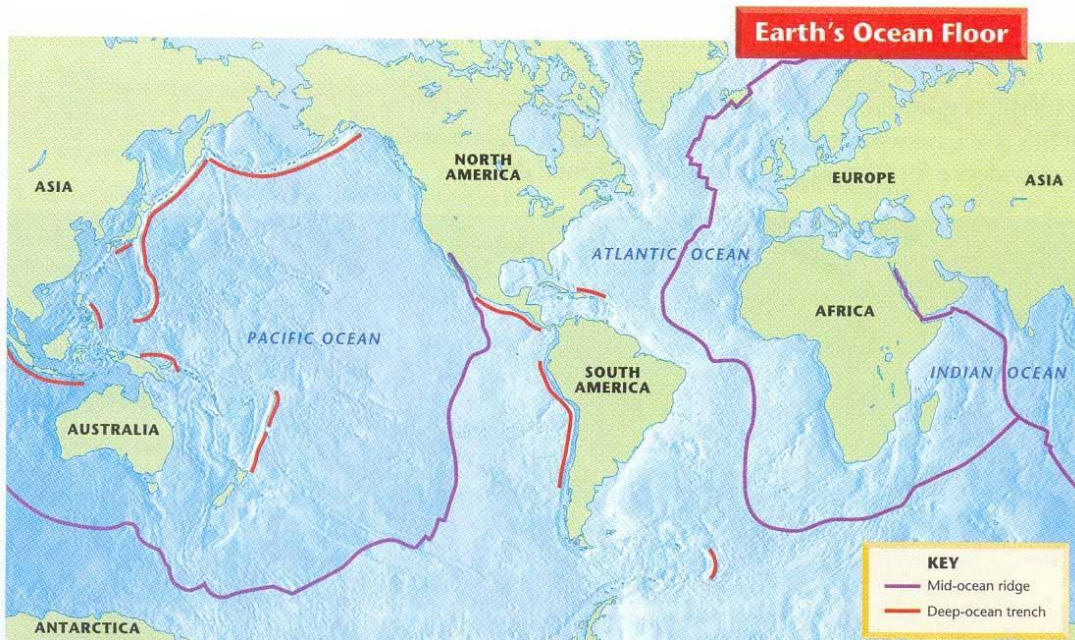 Earth's Ocean Floor
ASIA
NORTH
AMERICA
EUROPE
ASIA
ATLANTIC OCEAN
PACIFIC OCEAN
AFRICA
SOUTH
AMERICA
INDIAN OCEAN
AUSTRALIA
KEY
Mid-ocean ridge
Deep-ocean trench
ANTARCTICA